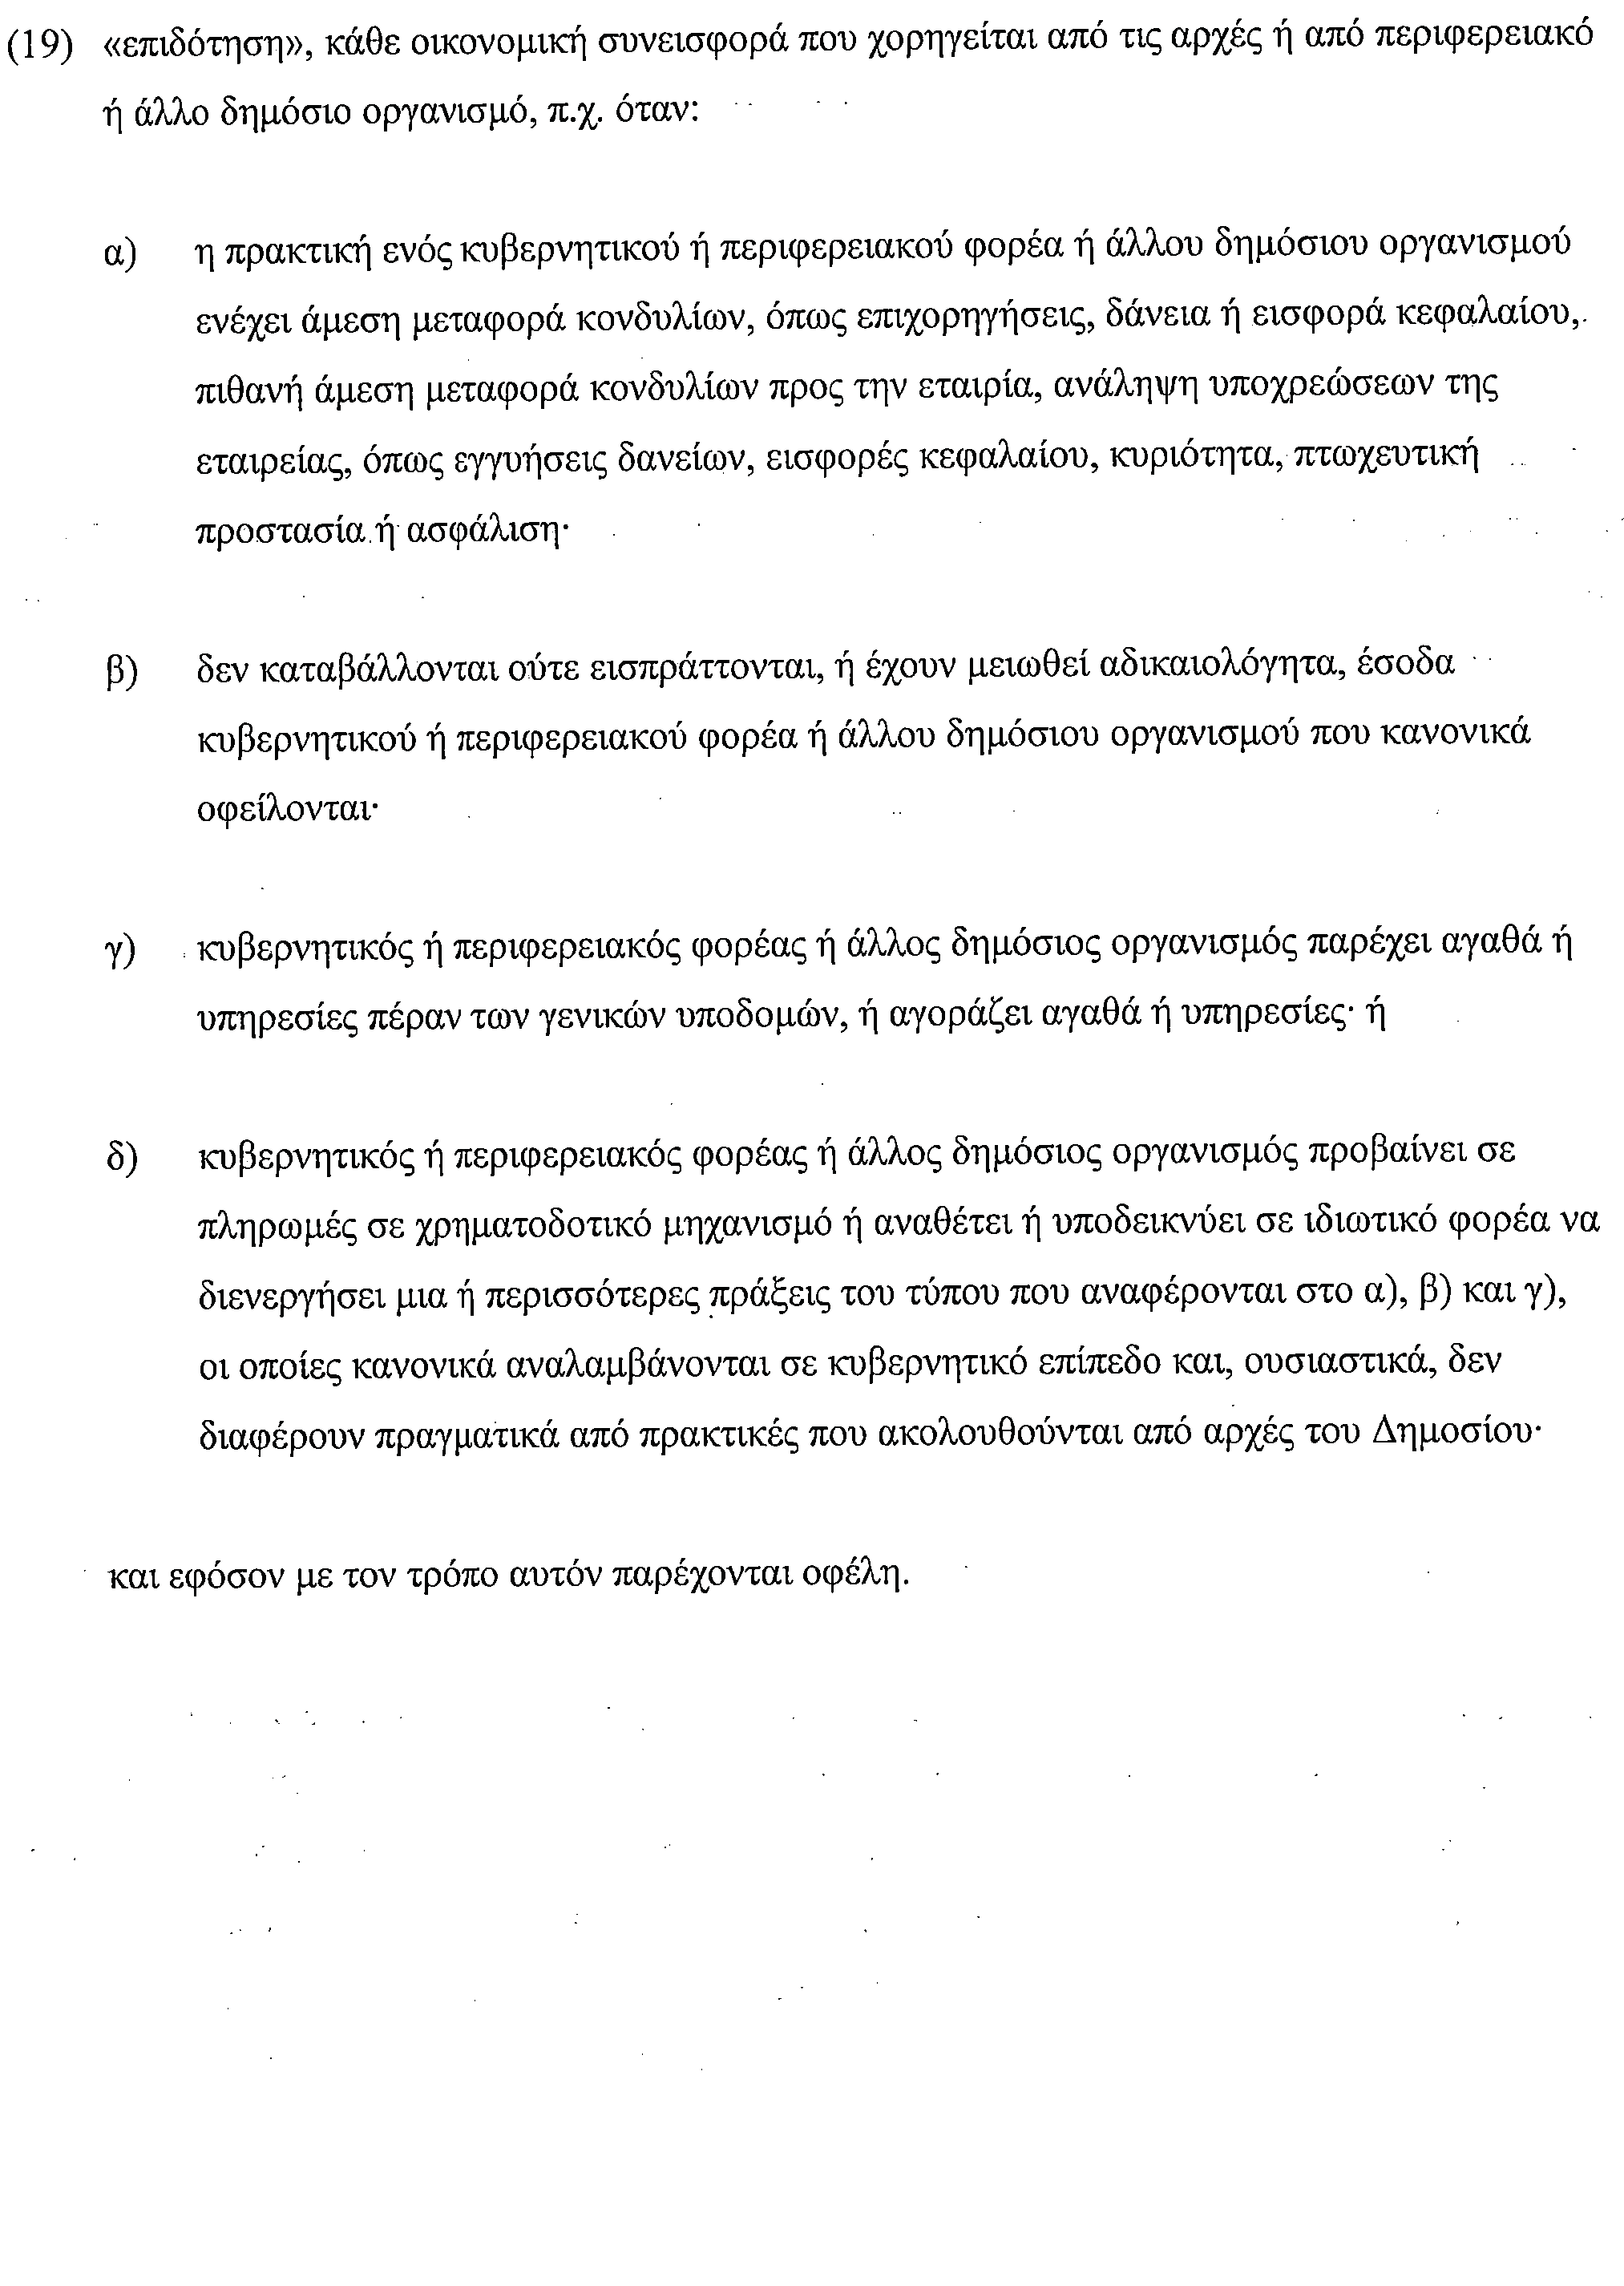 (19) «επιδότηση», κάθε οικονομική συνεισφορά που χορηγείται από τις αρχές ή από περιφερειακό
ή άλλο δημόσιο οργανισμό, π.χ. όταν:
α) η πρακτική ενός κυβερνητικού ή περιφερειακού φορέα ή άλλου δημόσιου οργανισμού
ενέχει άμεση μεταφορά κονδυλίων, όπως επιχορηγήσεις, δάνεια ή εισφορά κεφαλαίου,
πιθανή άμεση μεταφορά κονδυλίων προς την εταιρία, ανάληψη υποχρεώσεων της
εταιρείας, όπως εγγυήσεις δανείων, εισφορές κεφαλαίου, κυριότητα, πτωχευτική
προστασία ή ασφάλιση·
β) δεν καταβάλλονται ούτε εισπράττονται, ή έχουν μειωθεί αδικαιολόγητα, έσοδα
κυβερνητικού ή περιφερειακού φορέα ή άλλου δημόσιου οργανισμού που κανονικά
οφείλονται·
γ) κυβερνητικός ή περιφερειακός φορέας ή άλλος δημόσιος οργανισμός παρέχει αγαθά ή
υπηρεσίες πέραν των γενικών υποδομών, ή αγοράζει αγαθά ή υπηρεσίες· ή
δ) κυβερνητικός ή περιφερειακός φορέας ή άλλος δημόσιος οργανισμός προβαίνει σε
πληρωμές σε χρηματοδοτικό μηχανισμό ή αναθέτει ή υποδεικνύει σε ιδιωτικό φορέα να
διενεργήσει μια ή περισσότερες πράξεις του τύπου που αναφέρονται στο α), β) και γ),
οι οποίες κανονικά αναλαμβάνονται σε κυβερνητικό επίπεδο και, ουσιαστικά, δεν
διαφέρουν πραγματικά από πρακτικές που ακολουθούνται από αρχές του Δημοσίου·
και εφόσον με τον τρόπο αυτόν παρέχονται οφέλη.